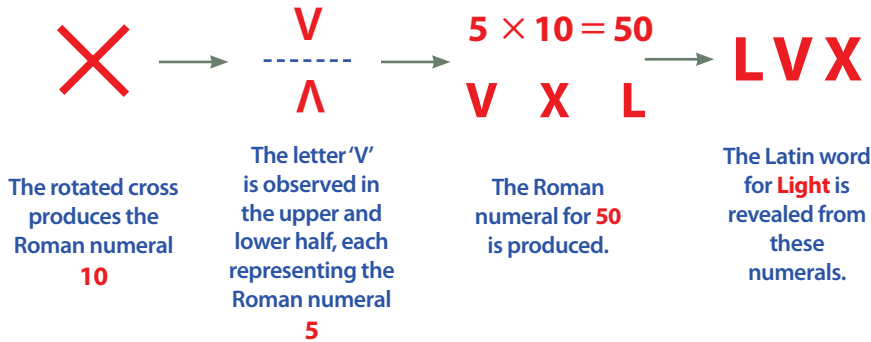 X
V
Λ
5 × 10 = 50
V X L
LVX
The rotated cross
produces the
Roman numeral
10
The letter ‘V’
is observed in
the upper and
lower half, each
representing the
Roman numeral
5
The Roman
numeral for 50
is produced.
The Latin word
for Light is
revealed from
these
numerals.